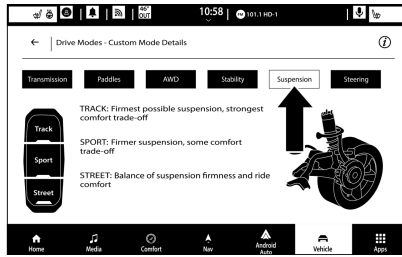 46°
OUT
10:58
101.1 HD-1
Drive Modes - Custom Mode Details
Transmission
Paddles
AWD
Stability
Suspension
Steering
TRACK: Firmest possible suspension, strongest
comfort trade-off
SPORT: Firmer suspension, some comfort
trade-off
STREET: Balance of suspension firmness and ride
comfort
Track
Sport
Street
Home
Media
Comfort
Nav
Android
Auto
Vehicle
Apps